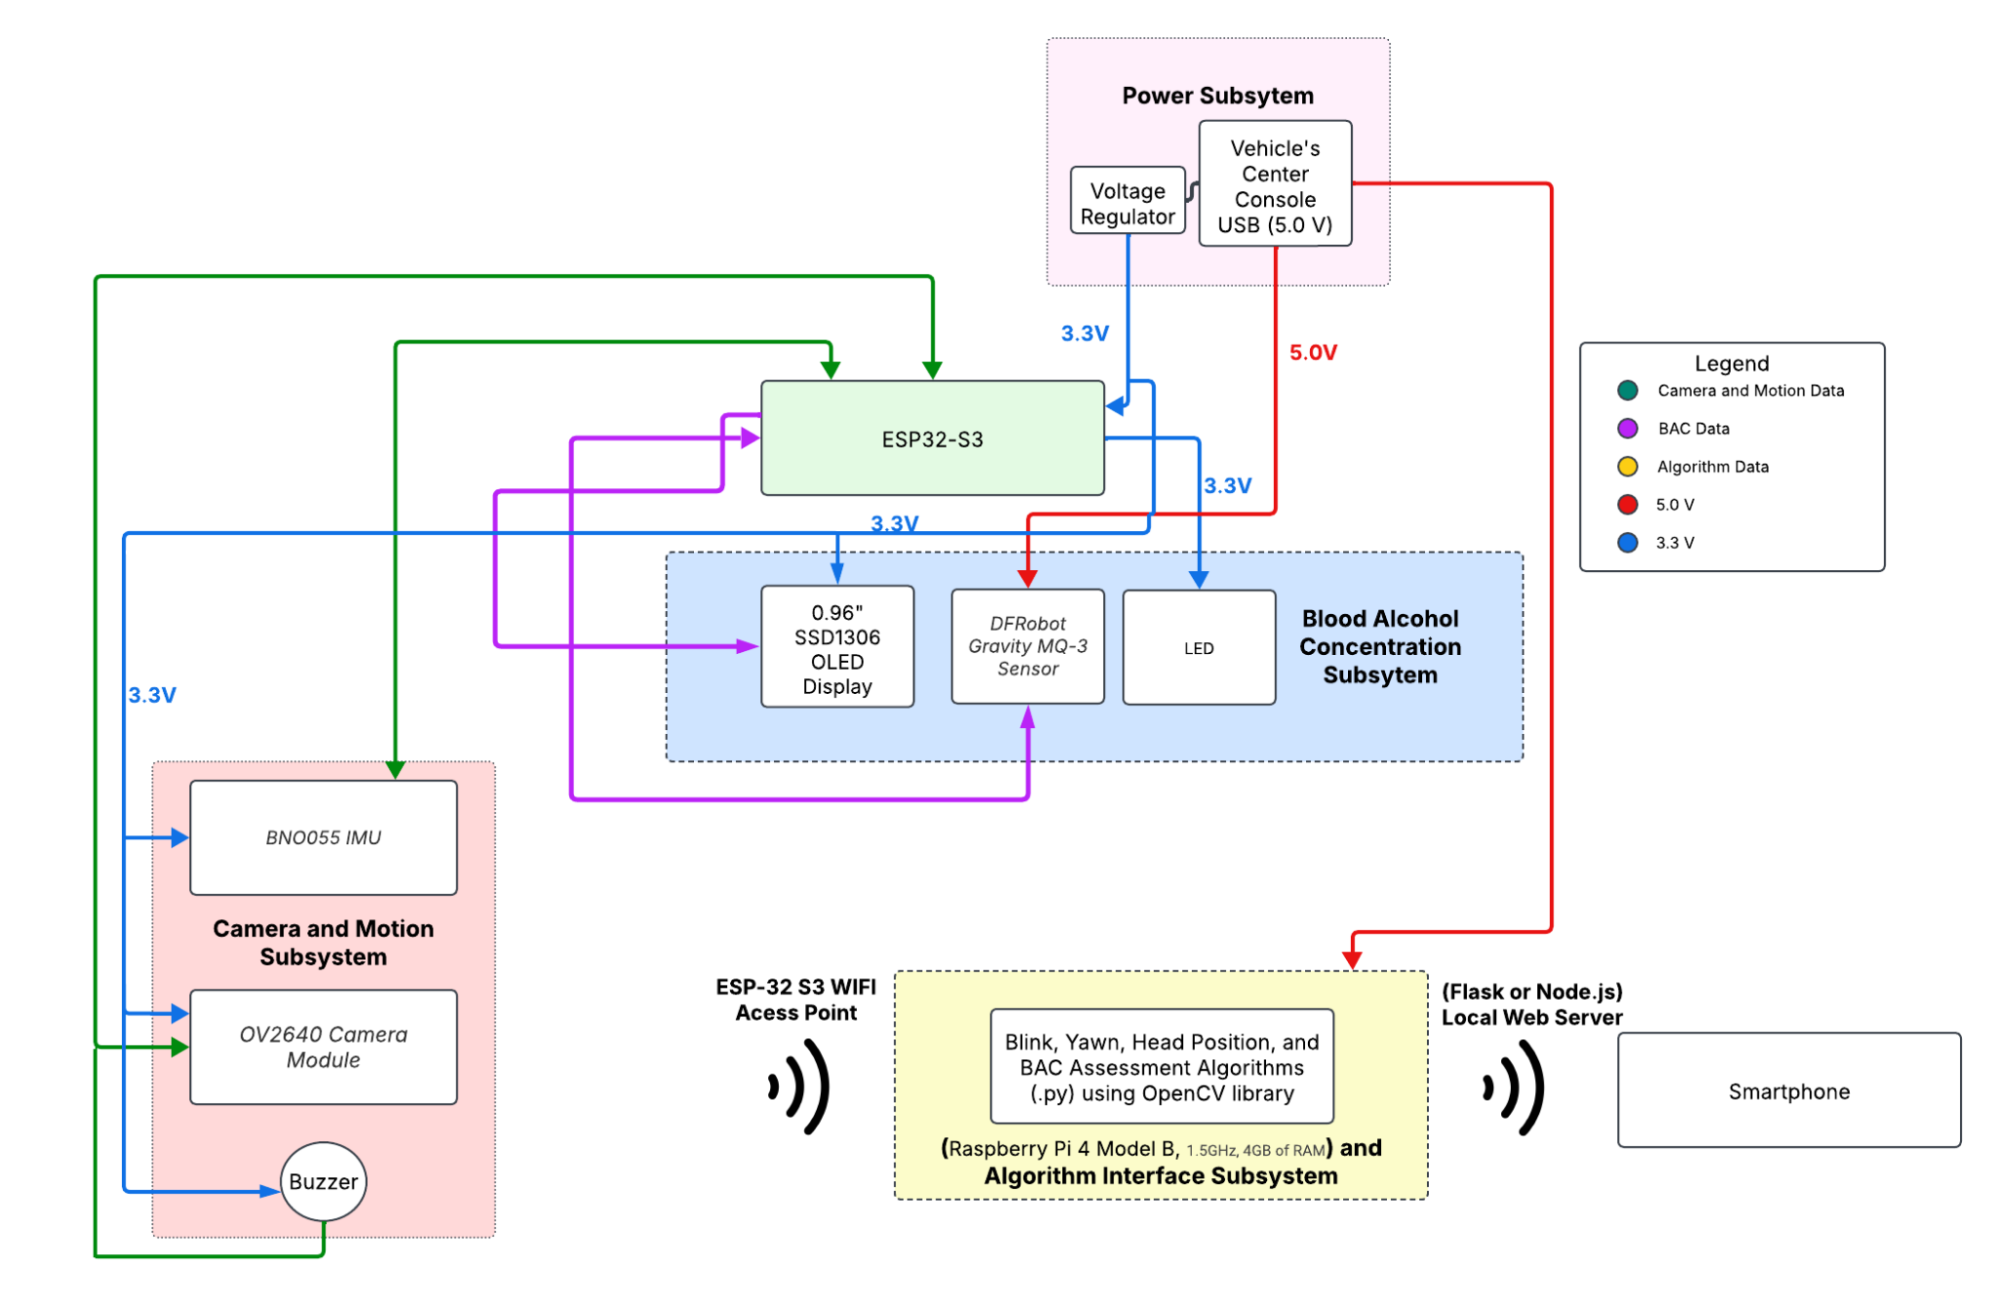 Power Subsytem
Vehicle's
Center
Console
USB (5.0 V)
Voltage
Regulator
3.3V
5.0V
Legend
Camera and Motion Data
BAC Data
Algorithm Data
5.0 V
3.3 V
ESP32-S3
3.3V
3.3V
0.96"
SSD1306
OLED
Display
DFRobot
Gravity MQ-3
Sensor
LED
Blood Alcohol
Concentration
Subsytem
3.3V
BNO055 IMU
Camera and Motion
Subsystem
OV2640 Camera
Module
Buzzer
ESP-32 S3 WIFI
Acess Point
Blink, Yawn, Head Position, and
BAC Assessment Algorithms
(.py) using OpenCV library
(Raspberry Pi 4 Model B, 1.5GHz, 4GB of RAM) and
Algorithm Interface Subsystem
(Flask or Node.js)
Local Web Server
Smartphone